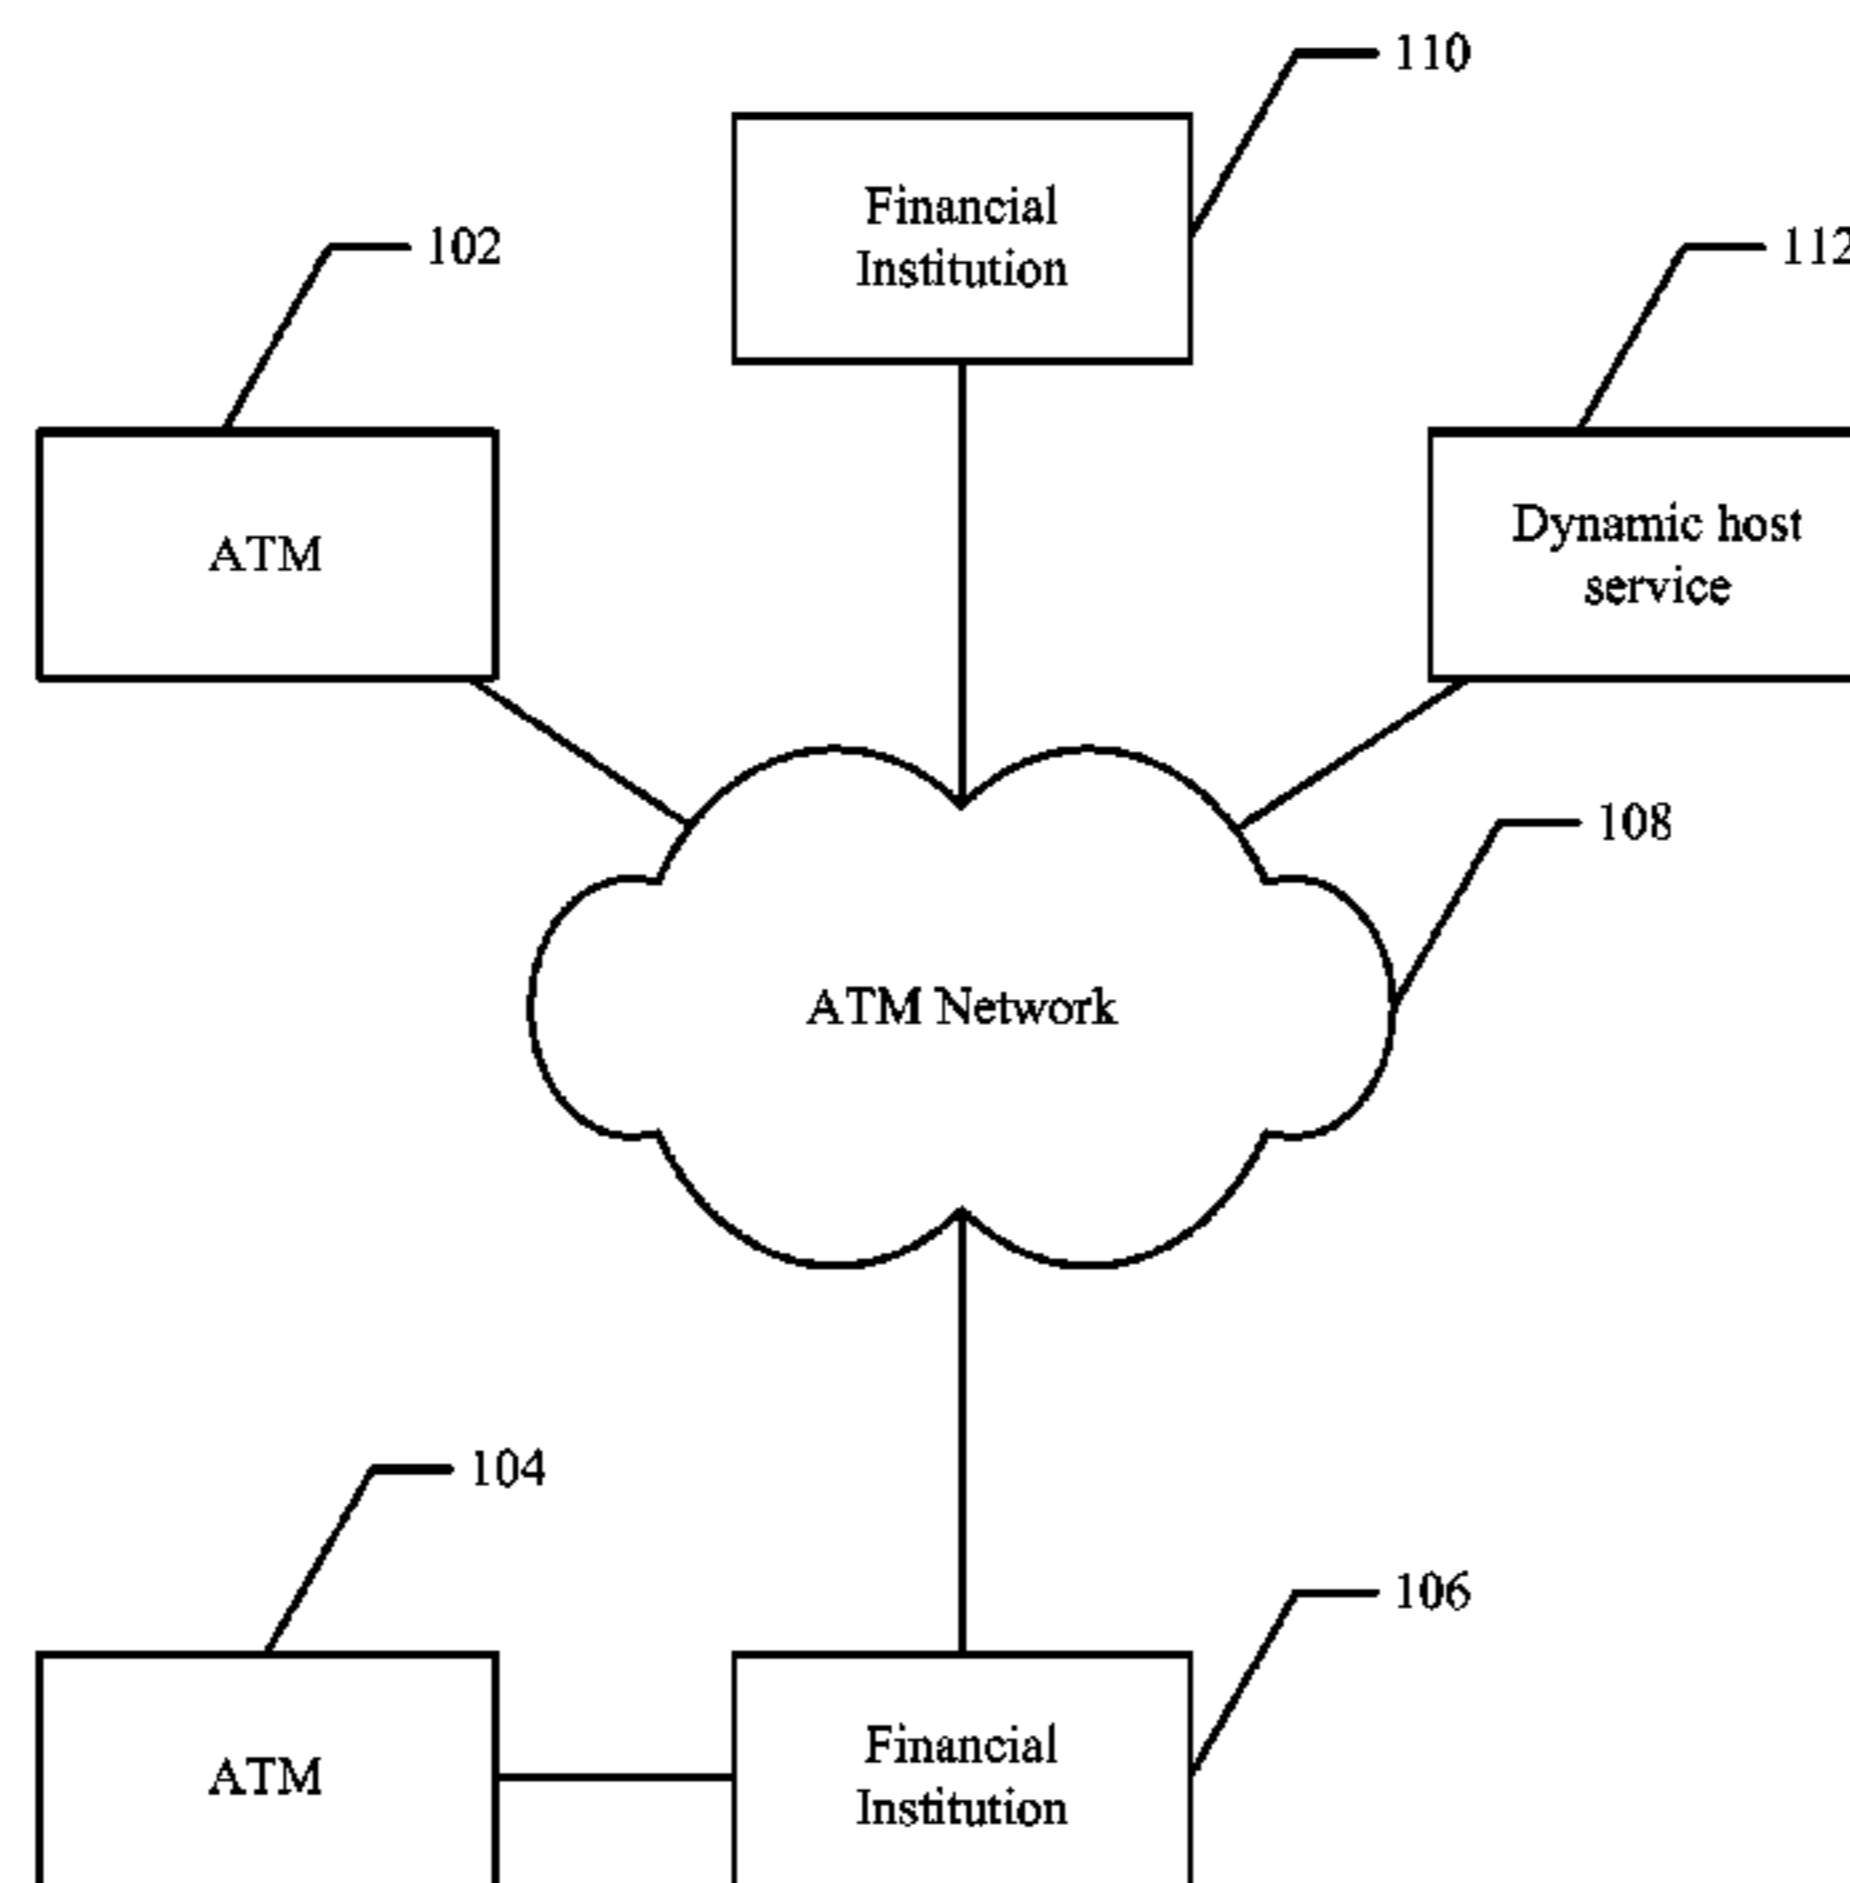 110
Financial
Institution
102
112
ATM
Dynamic host
service
108
ATM Network
104
106
ATM
Financial
Institution